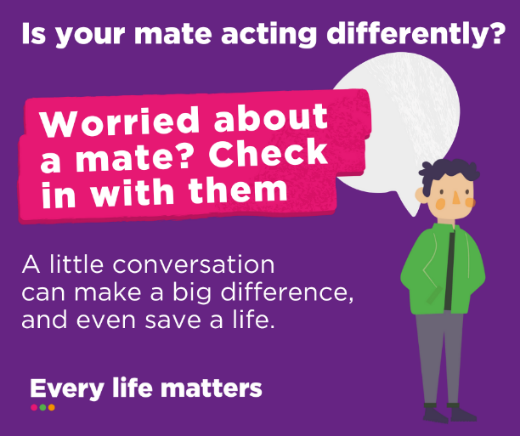 Is your mate acting differently?
Worried about
a mate? Check
in with them
A little conversation
can make a big difference,
and even save a life.
Every life matters